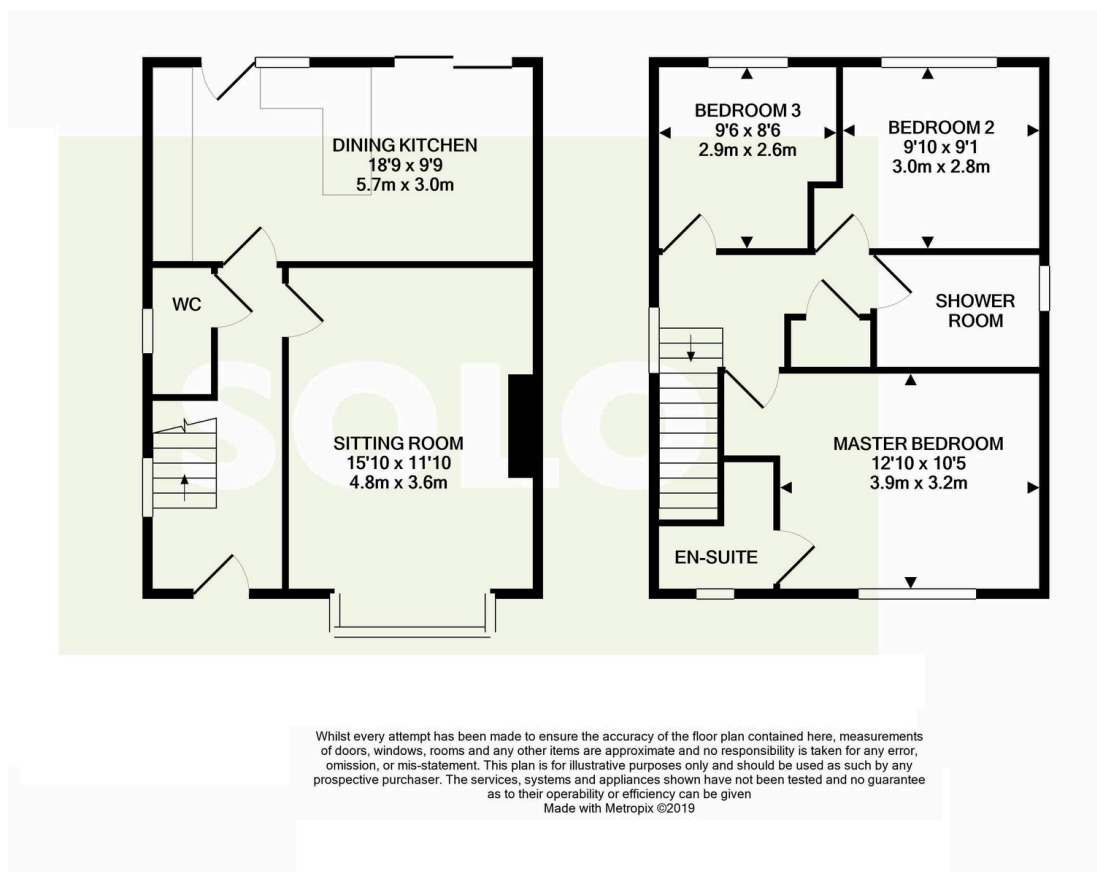 DINING KITCHEN
18'9 x 9'9
5.7m x 3.0m
WC
SITTING ROOM
15'10 x 11'10
4.8m x 3.6m
BEDROOM 3
9'6 x 8'6
2.9m x 2.6m
BEDROOM 2
9'10 x 9'1
3.0m x 2.8m
SHOWER
ROOM
MASTER BEDROOM
12'10 x 10'5
3.9m x 3.2m
EN-SUITE
SOLO
Whilst every attempt has been made to ensure the accuracy of the floor plan contained here, measurements
of doors, windows, rooms and any other items are approximate and no responsibility is taken for any error,
omission, or mis-statement. This plan is for illustrative purposes only and should be used as such by any
prospective purchaser. The services, systems and appliances shown have not been tested and no guarantee
as to their operability or efficiency can be given
Made with Metropix ©2019